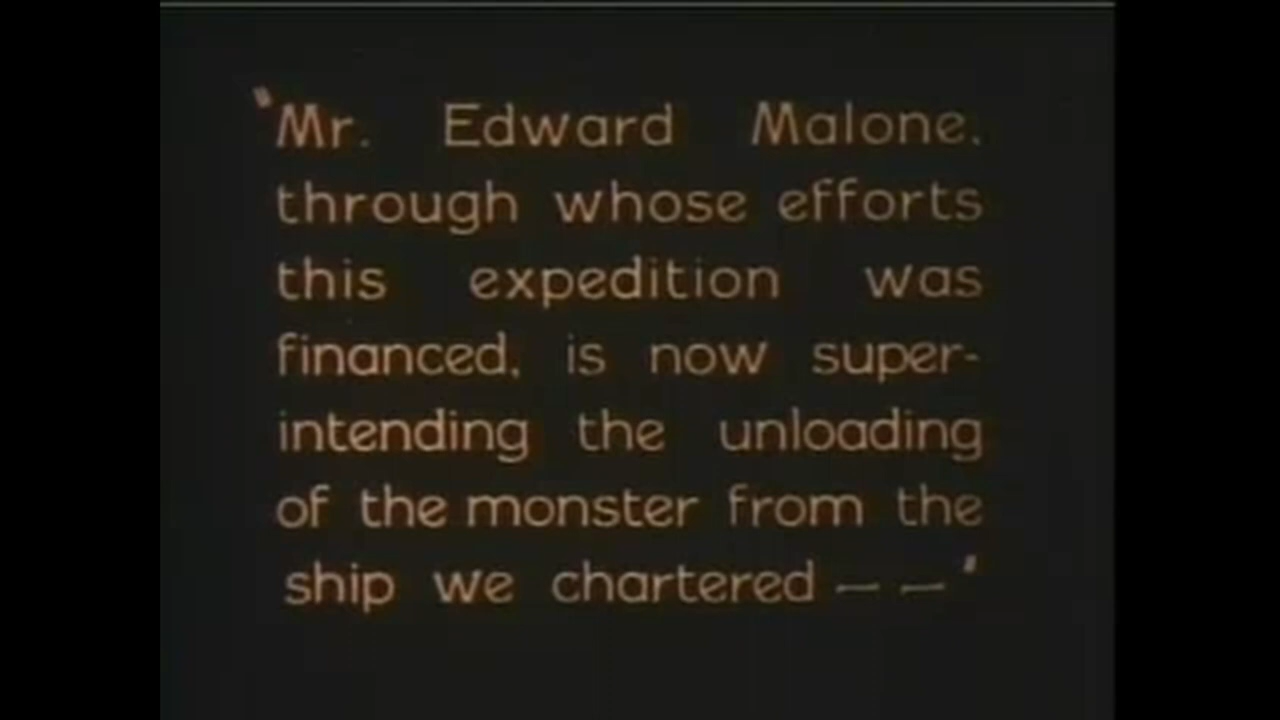 "Mr. Edward Malone,
through whose efforts
this expedition was
financed, is now super-
intending the unloading
of the monster from the
ship we chartered — —"